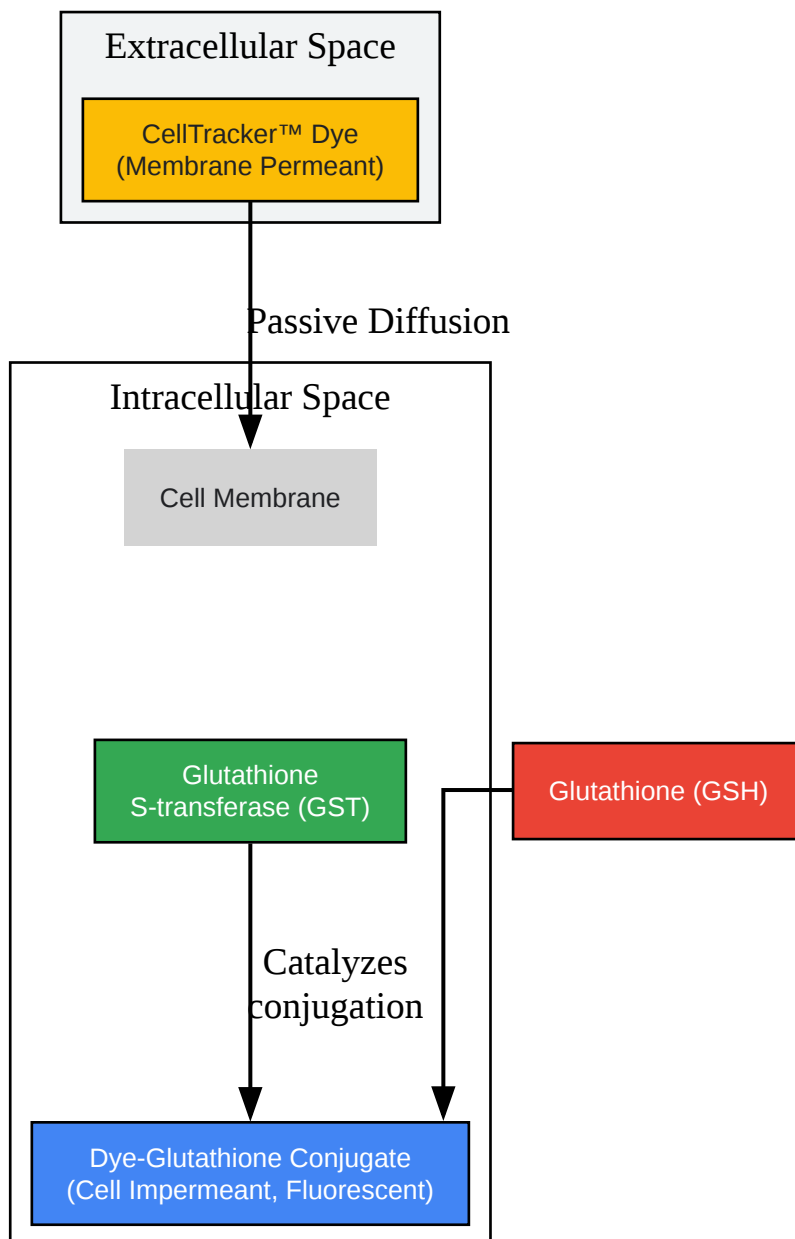 Extracellular Space
CellTracker™ Dye
(Membrane Permeant)
Passive Diffusion
Intracellular Space
Cell Membrane
Glutathione
S-transferase (GST)
Glutathione (GSH)
Catalyzes
conjugation
Dye-Glutathione Conjugate
(Cell Impermeant, Fluorescent)